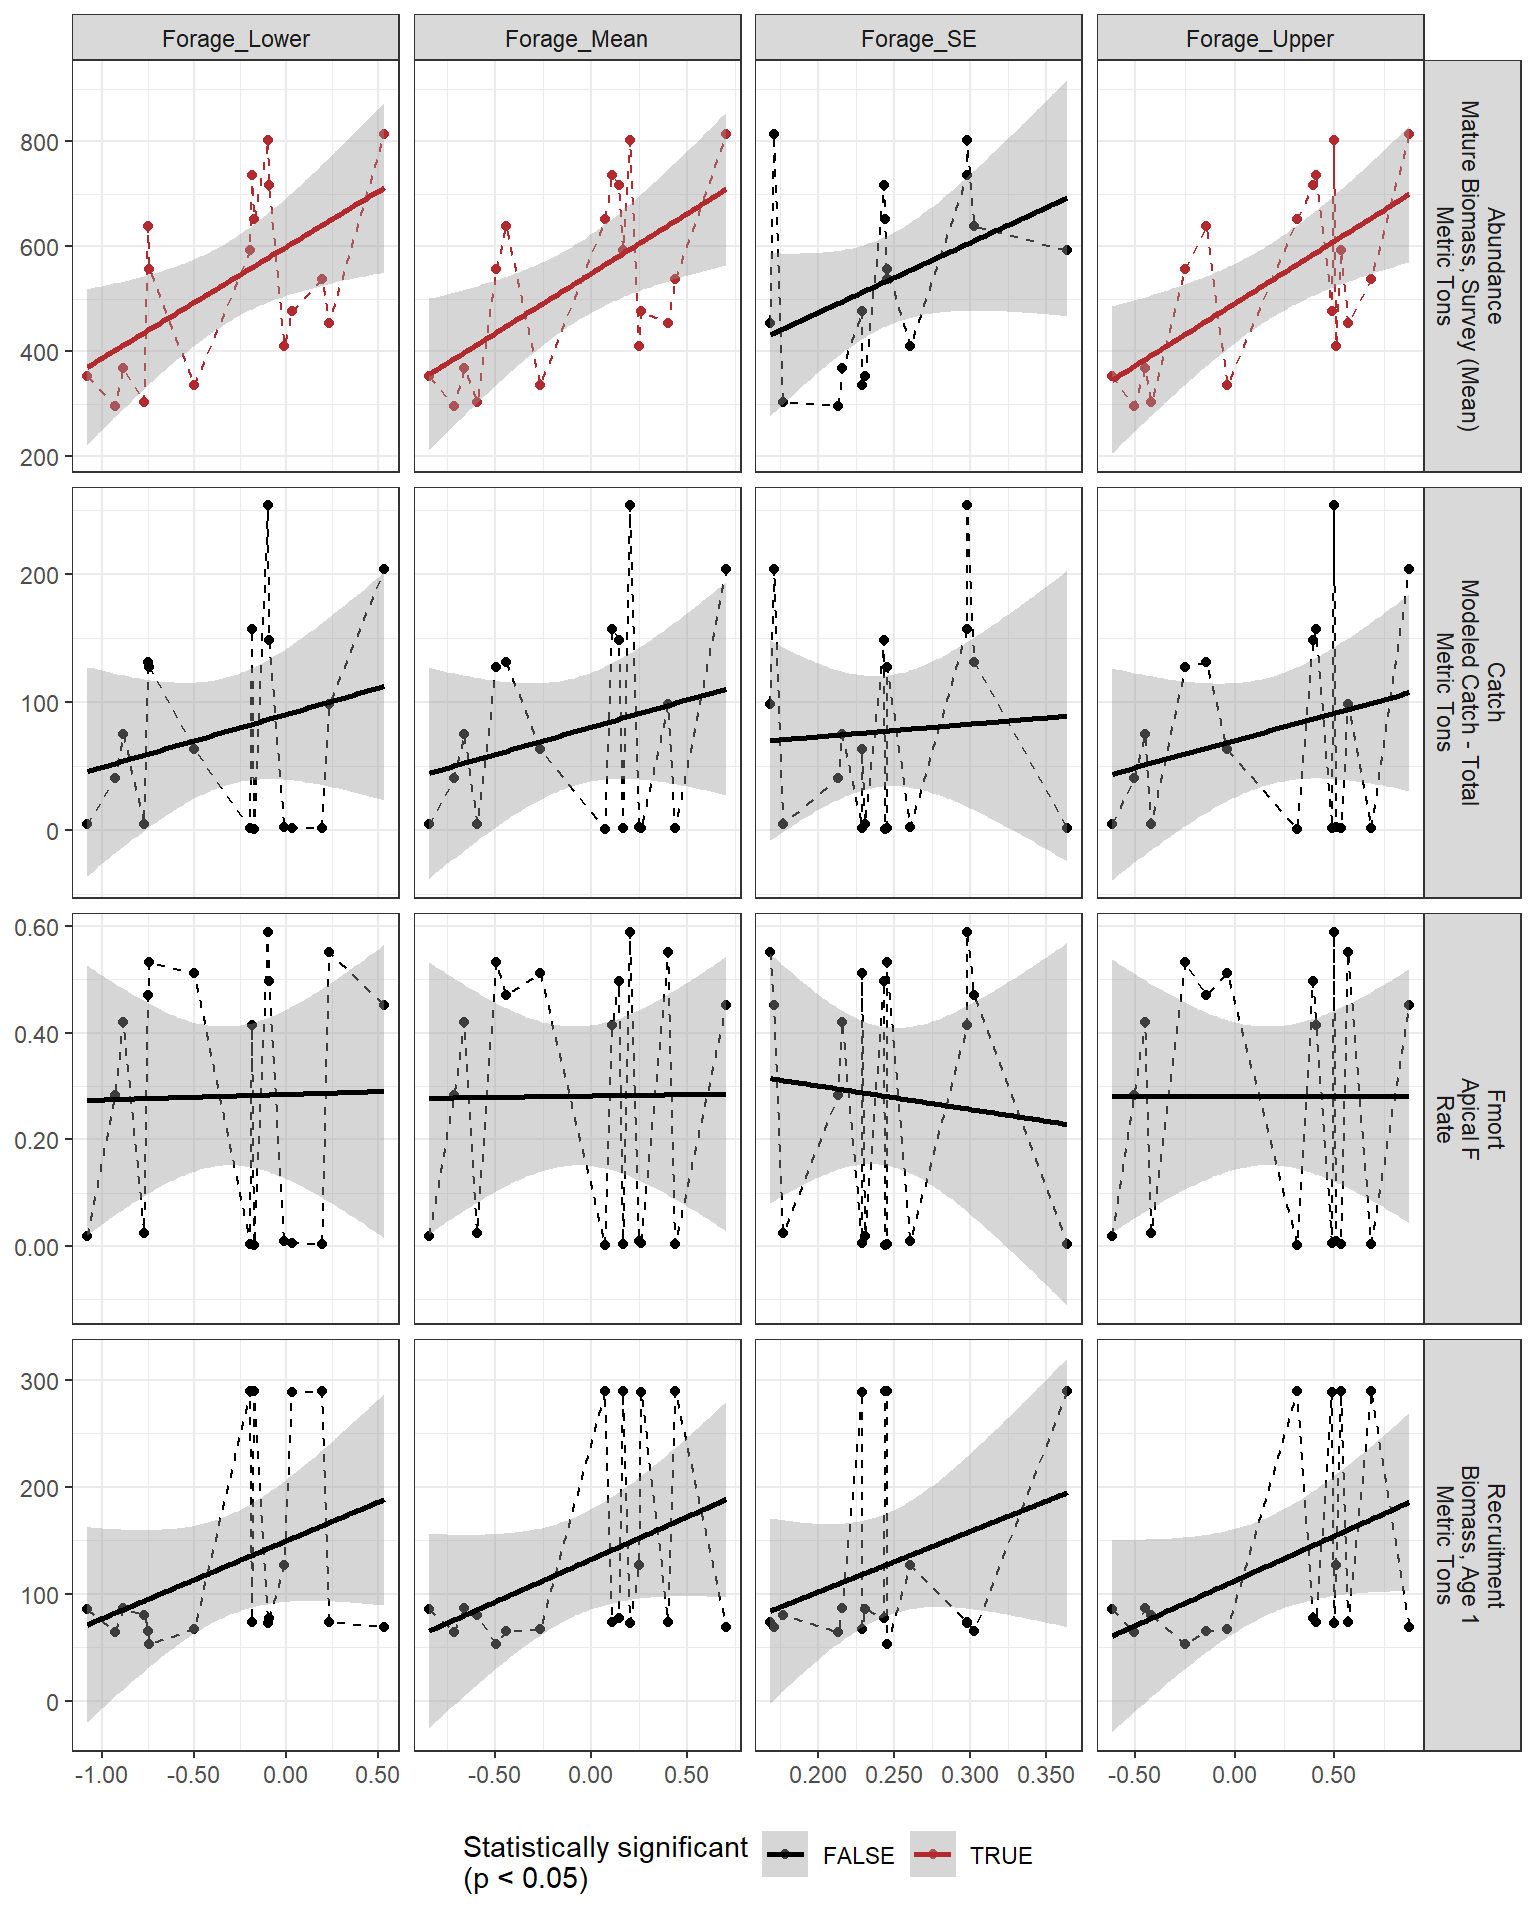 Forage_Lower
Forage_Mean
Forage_SE
Forage_Upper
800
600
400
200
Abundance
Mature Biomass, Survey (Mean)
Metric Tons
200
100
0
Catch
Modeled Catch - Total
Metric Tons
0.60
0.40
0.20
0.00
Fmort
Apical F
Rate
300
200
100
0
Recruitment
Biomass, Age 1
Metric Tons
-1.00 -0.50 0.00 0.50
-0.50 0.00 0.50
0.200 0.250 0.300 0.350
-0.50 0.00 0.50
Statistically significant
(p < 0.05)
FALSE
TRUE